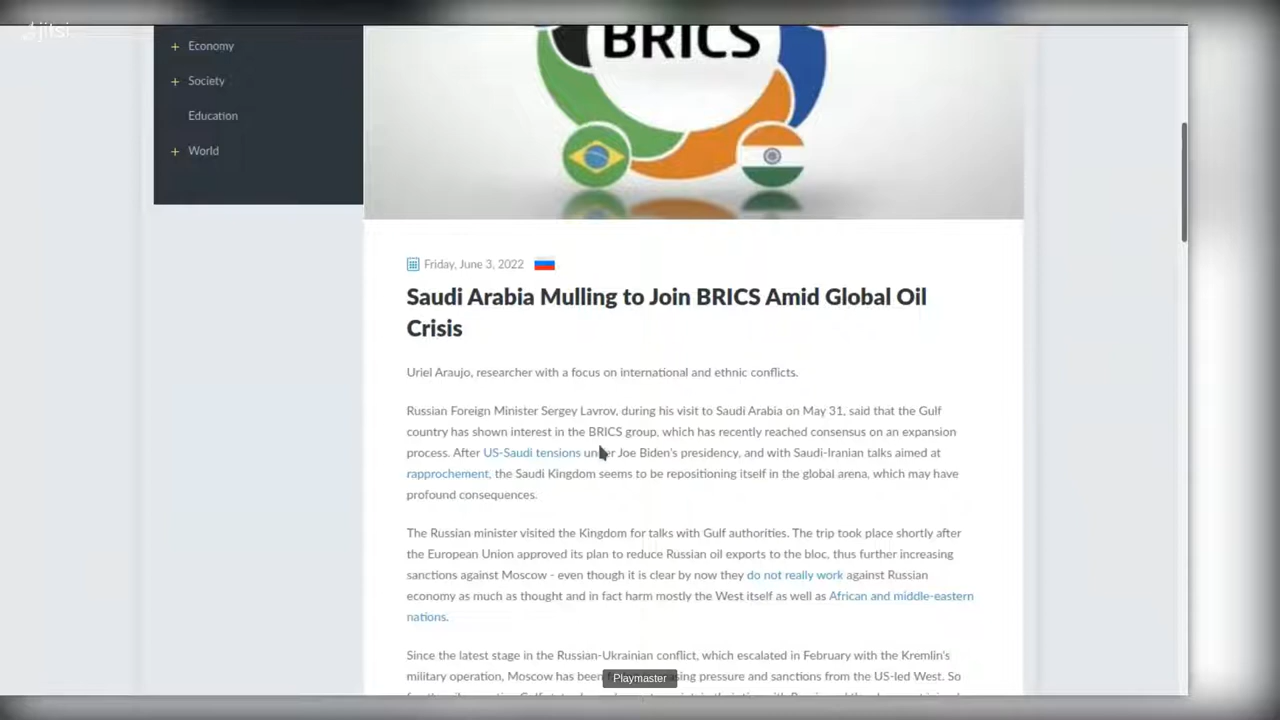 jitsi
Economy
Society
Education
World
BRICS
Friday, June 3, 2022
Saudi Arabia Mulling to Join BRICS Amid Global Oil
Crisis
Uriel Araujo, researcher with a focus on international and ethnic conflicts.
Russian Foreign Minister Sergey Lavrov, during his visit to Saudi Arabia on May 31, said that the Gulf
country has shown interest in the BRICS group, which has recently reached consensus on an expansion
process. After US-Saudi tensions under Joe Biden's presidency, and with Saudi-Iranian talks aimed at
rapprochement, the Saudi Kingdom seems to be repositioning itself in the global arena, which may have
profound consequences.
The Russian minister visited the Kingdom for talks with Gulf authorities. The trip took place shortly after
the European Union approved its plan to reduce Russian oil exports to the bloc, thus further increasing
sanctions against Moscow - even though it is clear by now they do not really work against Russian
economy as much as thought and in fact harm mostly the West itself as well as African and middle-eastern
nations.
Since the latest stage in the Russian-Ukrainian conflict, which escalated in February with the Kremlin's
military operation, Moscow has been pressure and sanctions from the US-led West. So
Playmaster